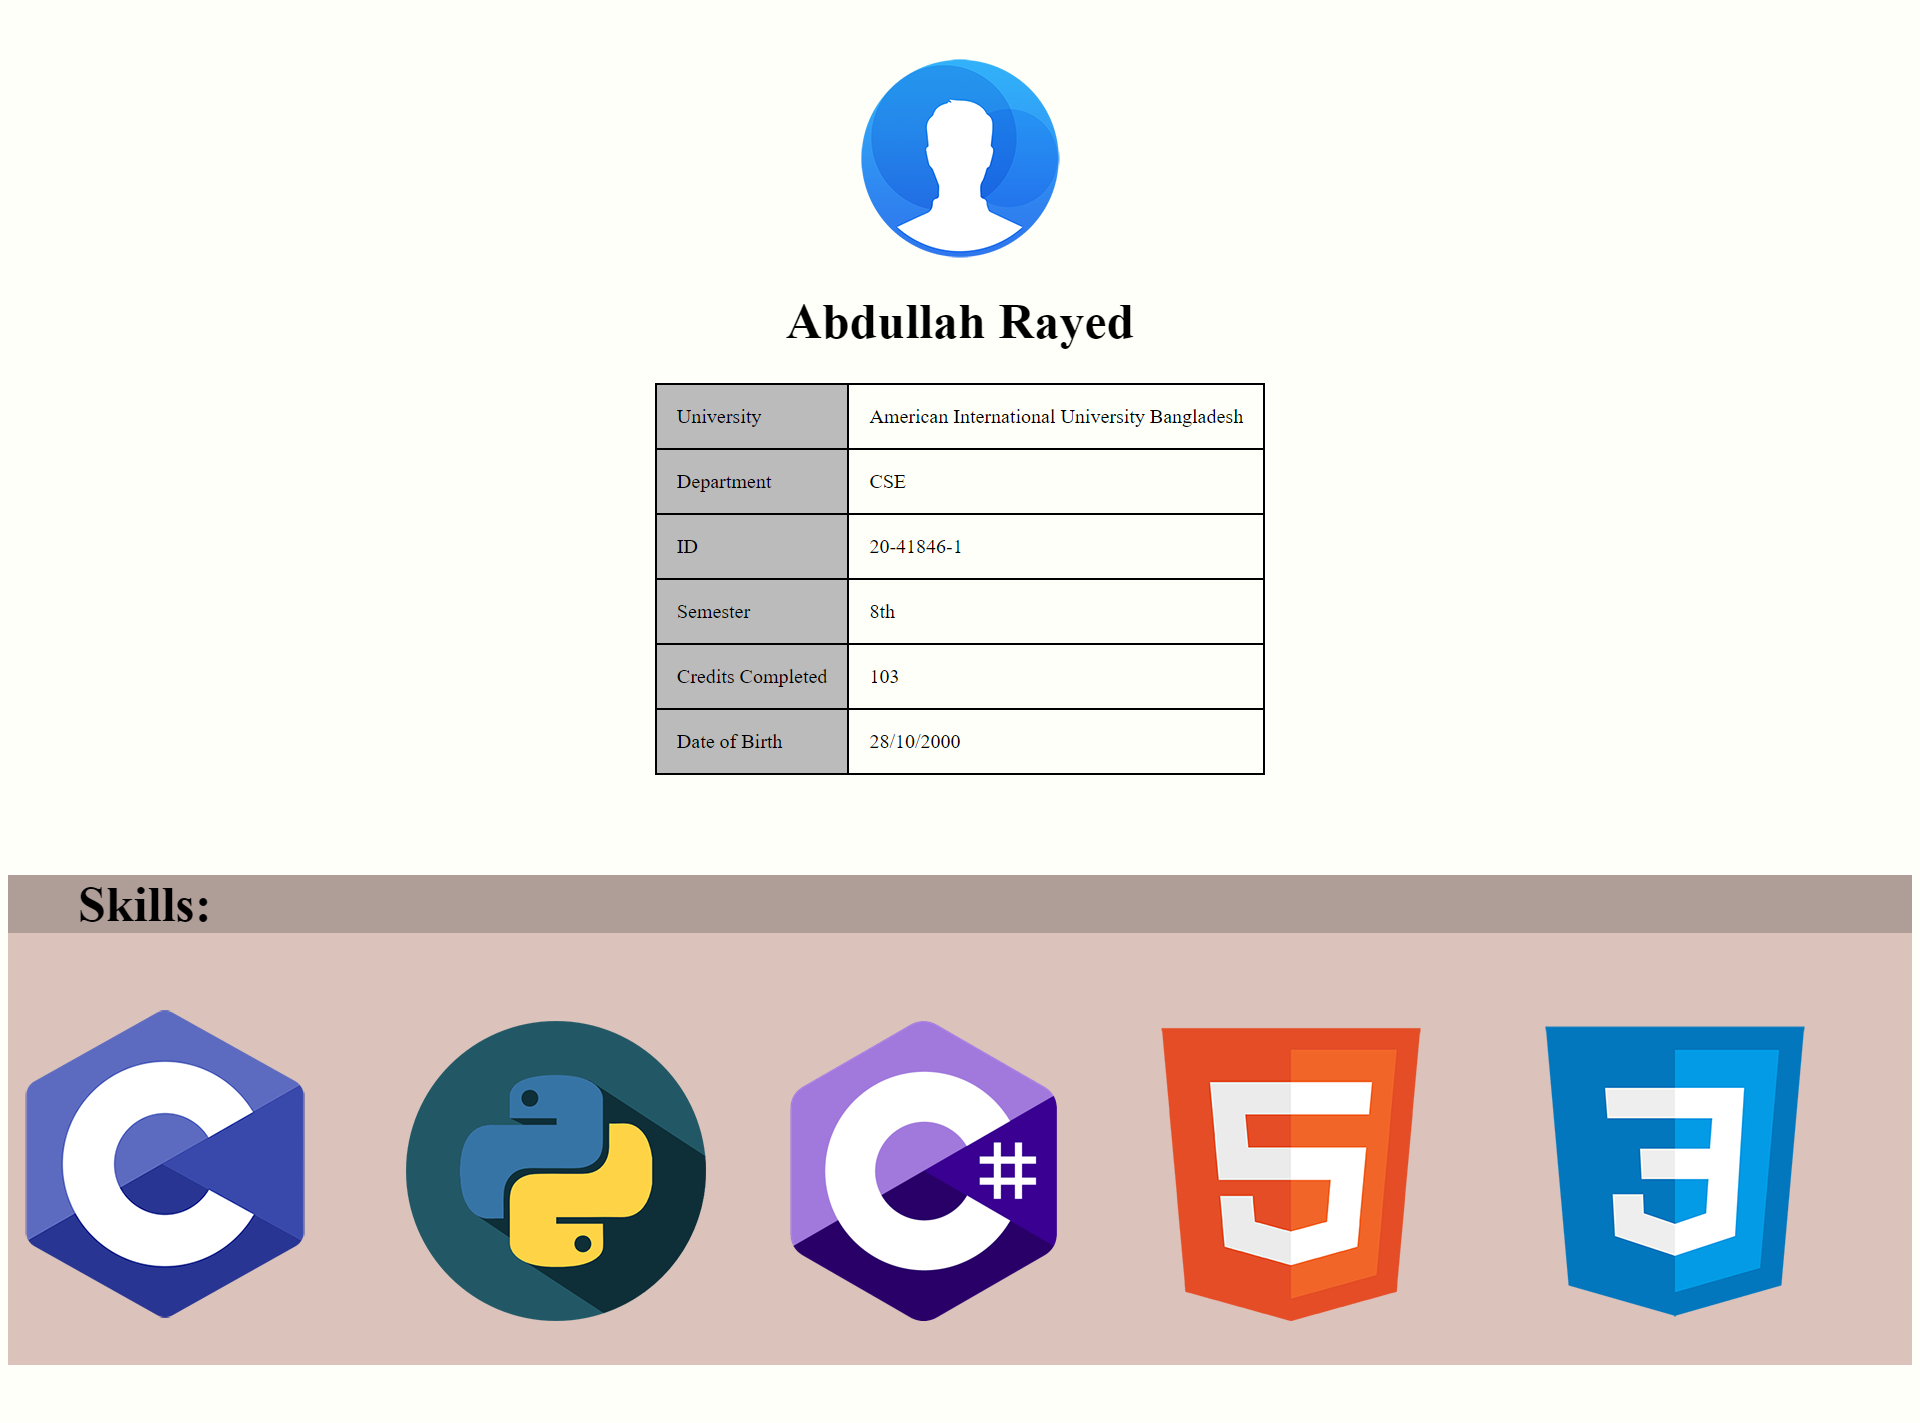 Abdullah Rayed
University American International University Bangladesh
Department CSE
ID 20-41846-1
Semester 8th
Credits Completed 103
Date of Birth 28/10/2000
Skills:
C C# 5 3